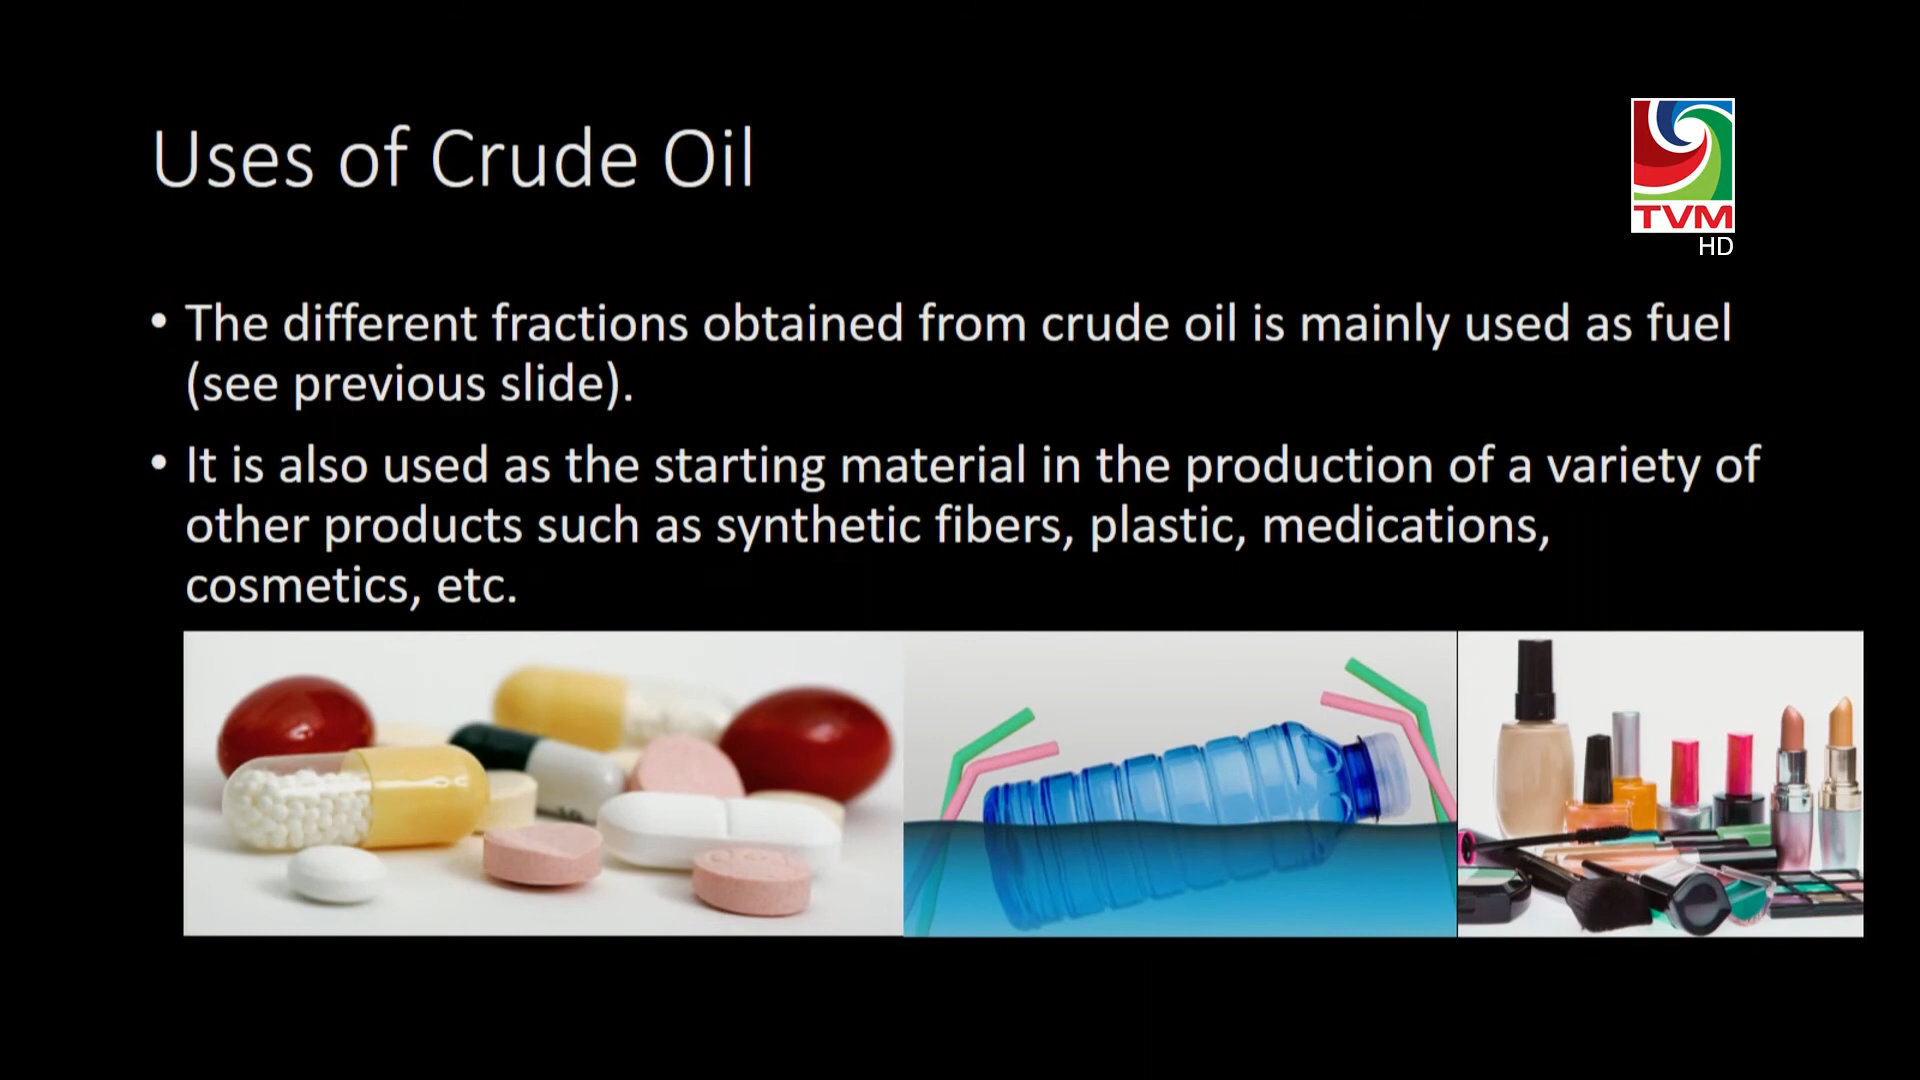 Uses of Crude Oil
TVM
HD
• The different fractions obtained from crude oil is mainly used as fuel
(see previous slide).
• It is also used as the starting material in the production of a variety of
other products such as synthetic fibers, plastic, medications,
cosmetics, etc.